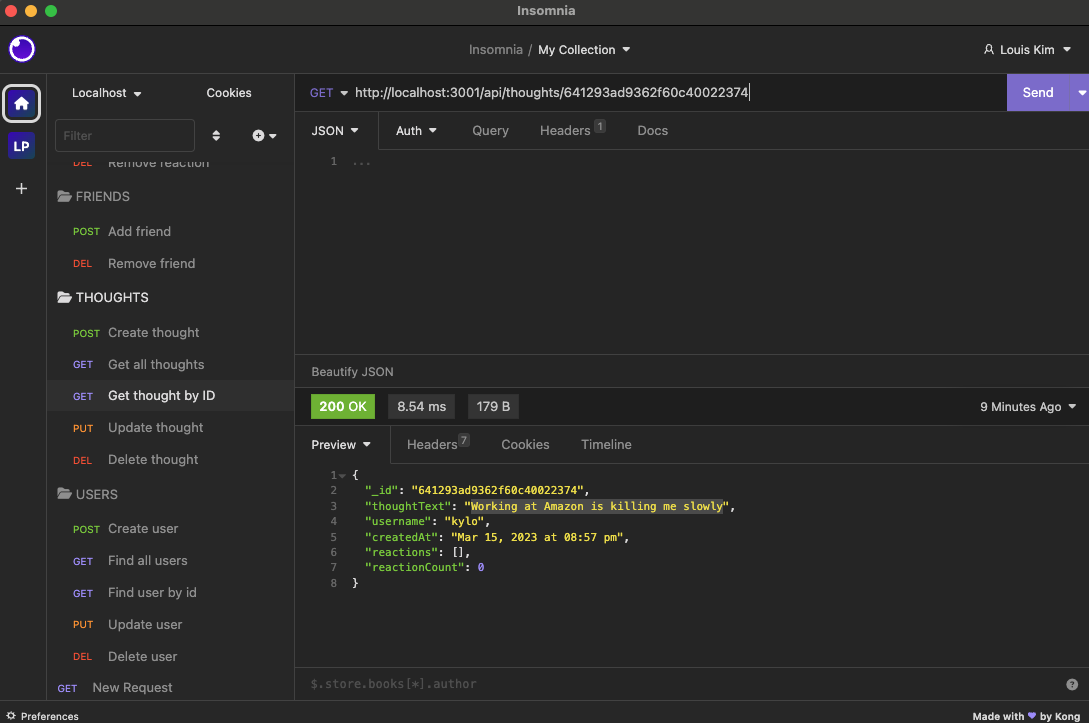 Insomnia
Insomnia / My Collection
Louis Kim
Localhost Cookies
GET http://localhost:3001/api/thoughts/641293ad9362f60c40022374 Send
JSON Auth Query Headers 1 Docs
Filter
LP
1 ...
DEL Remove reaction
FRIENDS
POST Add friend
DEL Remove friend
THOUGHTS
POST Create thought
GET Get all thoughts
GET Get thought by ID
PUT Update thought
DEL Delete thought
USERS
POST Create user
GET Find all users
GET Find user by id
PUT Update user
DEL Delete user
GET New Request
Beautify JSON
200 OK 8.54 ms 179 B 9 Minutes Ago
Preview Headers 7 Cookies Timeline
1 {
2 "_id": "641293ad9362f60c40022374",
3 "thoughtText": "Working at Amazon is killing me slowly",
4 "username": "kylo",
5 "createdAt": "Mar 15, 2023 at 08:57 pm",
6 "reactions": [],
7 "reactionCount": 0
8 }
$.store.books[*].author
Preferences
Made with ❤ by Kong